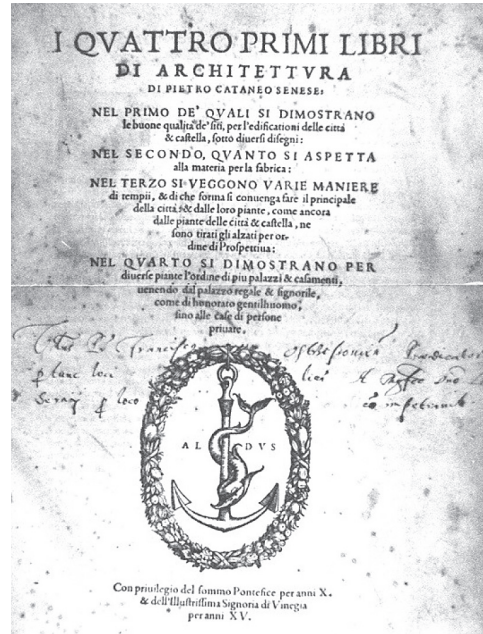 I QVATTRO PRIMI LIBRI
DI ARCHITETTVRA
DI PIETRO CATANEO SENESE:
NEL PRIMO DE' QVALI SI DIMOSTRANO
le buone qualità de' siti, per l'edificationi delle città
& castella, sotto diuersi disegni:
NEL SECONDO, QVANTO SI ASPETTA
alla materia per la fabrica:
NEL TERZO SI VEGGONO VARIE MANIERE
di tempii, & di che forma si conuenga fare il principale
della città: & dalle loro piante, come ancora
dalle piante delle città & castella, ne
sono tirati gli alzati per or-
dine di Prospettiua:
NEL QVARTO SI DIMOSTRANO PER
diuerse piante l'ordine di piu palazzi & casamenti,
uenendo dal palazzo regale & signorile,
come di honorato gentilhuomo,
sino alle case di persone
priuate.
Francisco
loci
loco
AL DVS
Con priuilegio del sommo Pontefice per anni X.
& dell'Illustrissima Signoria di Vinegia
per anni XV.